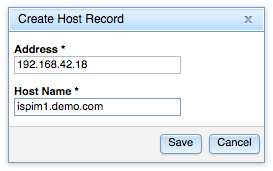 Create Host Record x
Address *
192.168.42.18
Host Name *
ispim1.demo.com
Save Cancel